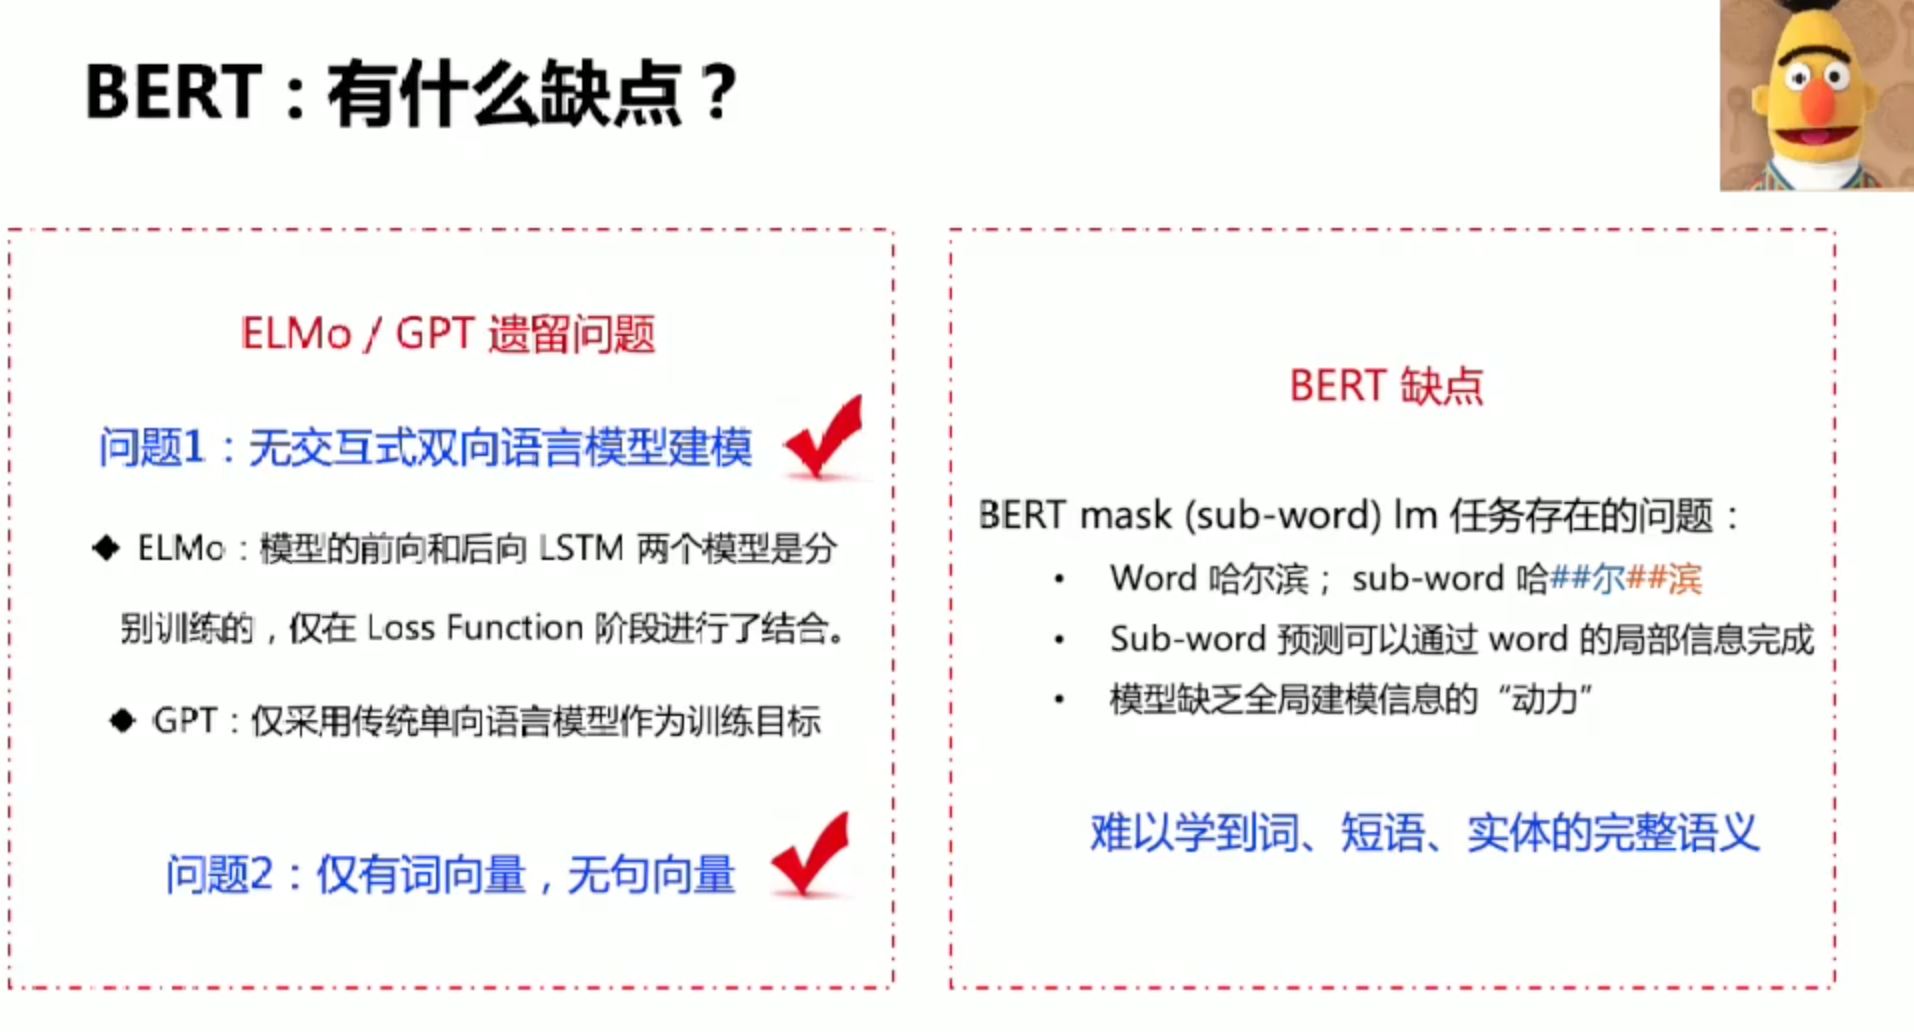 BERT：有什么缺点？
ELMo / GPT 遗留问题
问题1：无交互式双向语言模型建模
◆ ELMo：模型的前向和后向 LSTM 两个模型是分
别训练的，仅在 Loss Function 阶段进行了结合。
◆ GPT：仅采用传统单向语言模型作为训练目标
问题2：仅有词向量，无句向量
BERT 缺点
BERT mask (sub-word) lm 任务存在的问题：
• Word 哈尔滨； sub-word 哈##尔##滨
• Sub-word 预测可以通过 word 的局部信息完成
• 模型缺乏全局建模信息的“动力”
难以学到词、短语、实体的完整语义